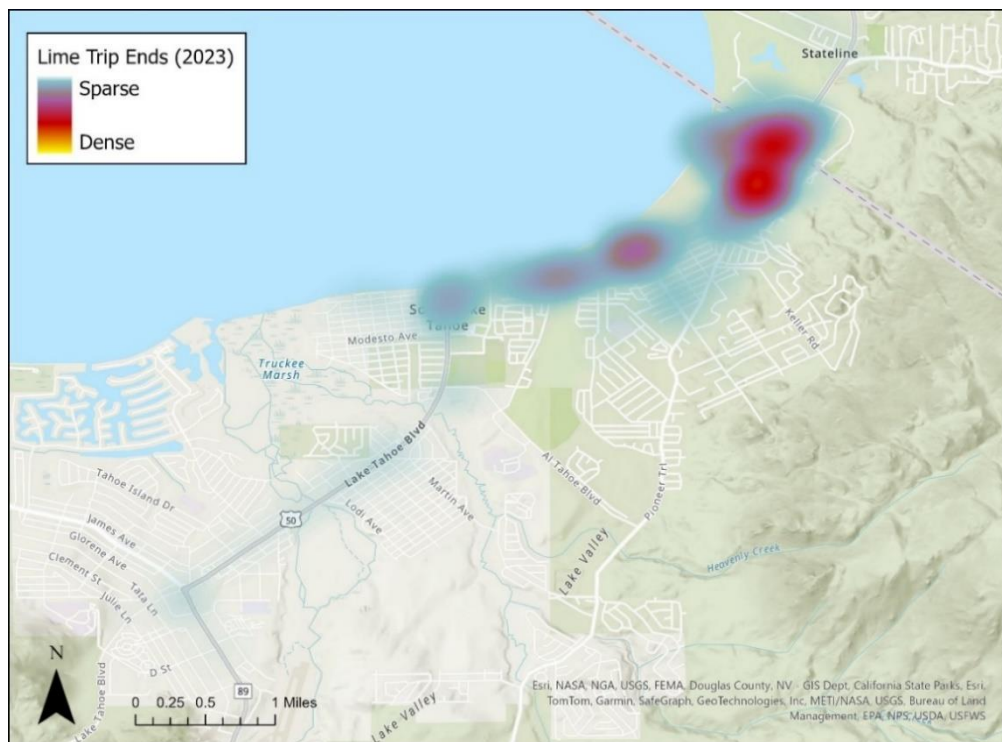 Lime Trip Ends (2023)
Sparse
Dense
Stateline
Modesto Ave
Tahoe
Truckee
Marsh
Keller Rd
Lake Tahoe Blvd
Al Tahoe Blvd
Pioneer Trl
Martin Ave
Tahoe Island Dr
50
Lodi Ave
James Ave
Glorene Ave
Clement St
Tata Ln
Julie Ln
Heavenly Creek
Lake Valley
D St
N
89
Lake Tahoe Blvd
Lake Valley
0 0.25 0.5 1 Miles
Esri, NASA, NGA, USGS, FEMA, Douglas County, NV - GIS Dept, California State Parks, Esri,
TomTom, Garmin, SafeGraph, GeoTechnologies, Inc, METI/NASA, USGS, Bureau of Land
Management, EPA, NPS, USDA, USFWS